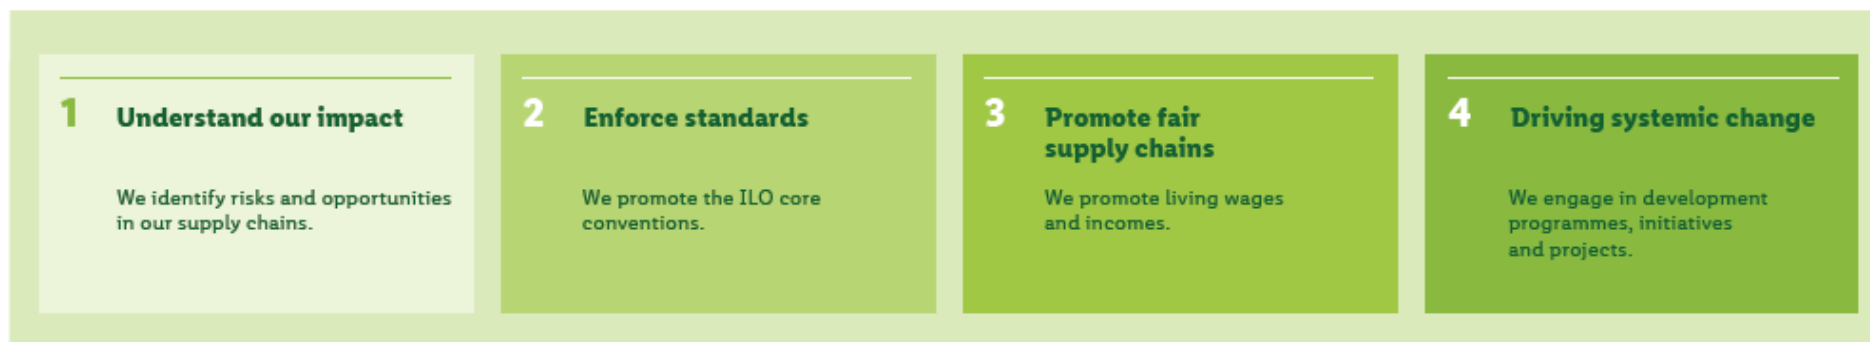 1
Understand our impact
We identify risks and opportunities
in our supply chains.
2
Enforce standards
We promote the ILO core
conventions.
3
Promote fair
supply chains
We promote living wages
and incomes.
4
Driving systemic change
We engage in development
programmes, initiatives
and projects.